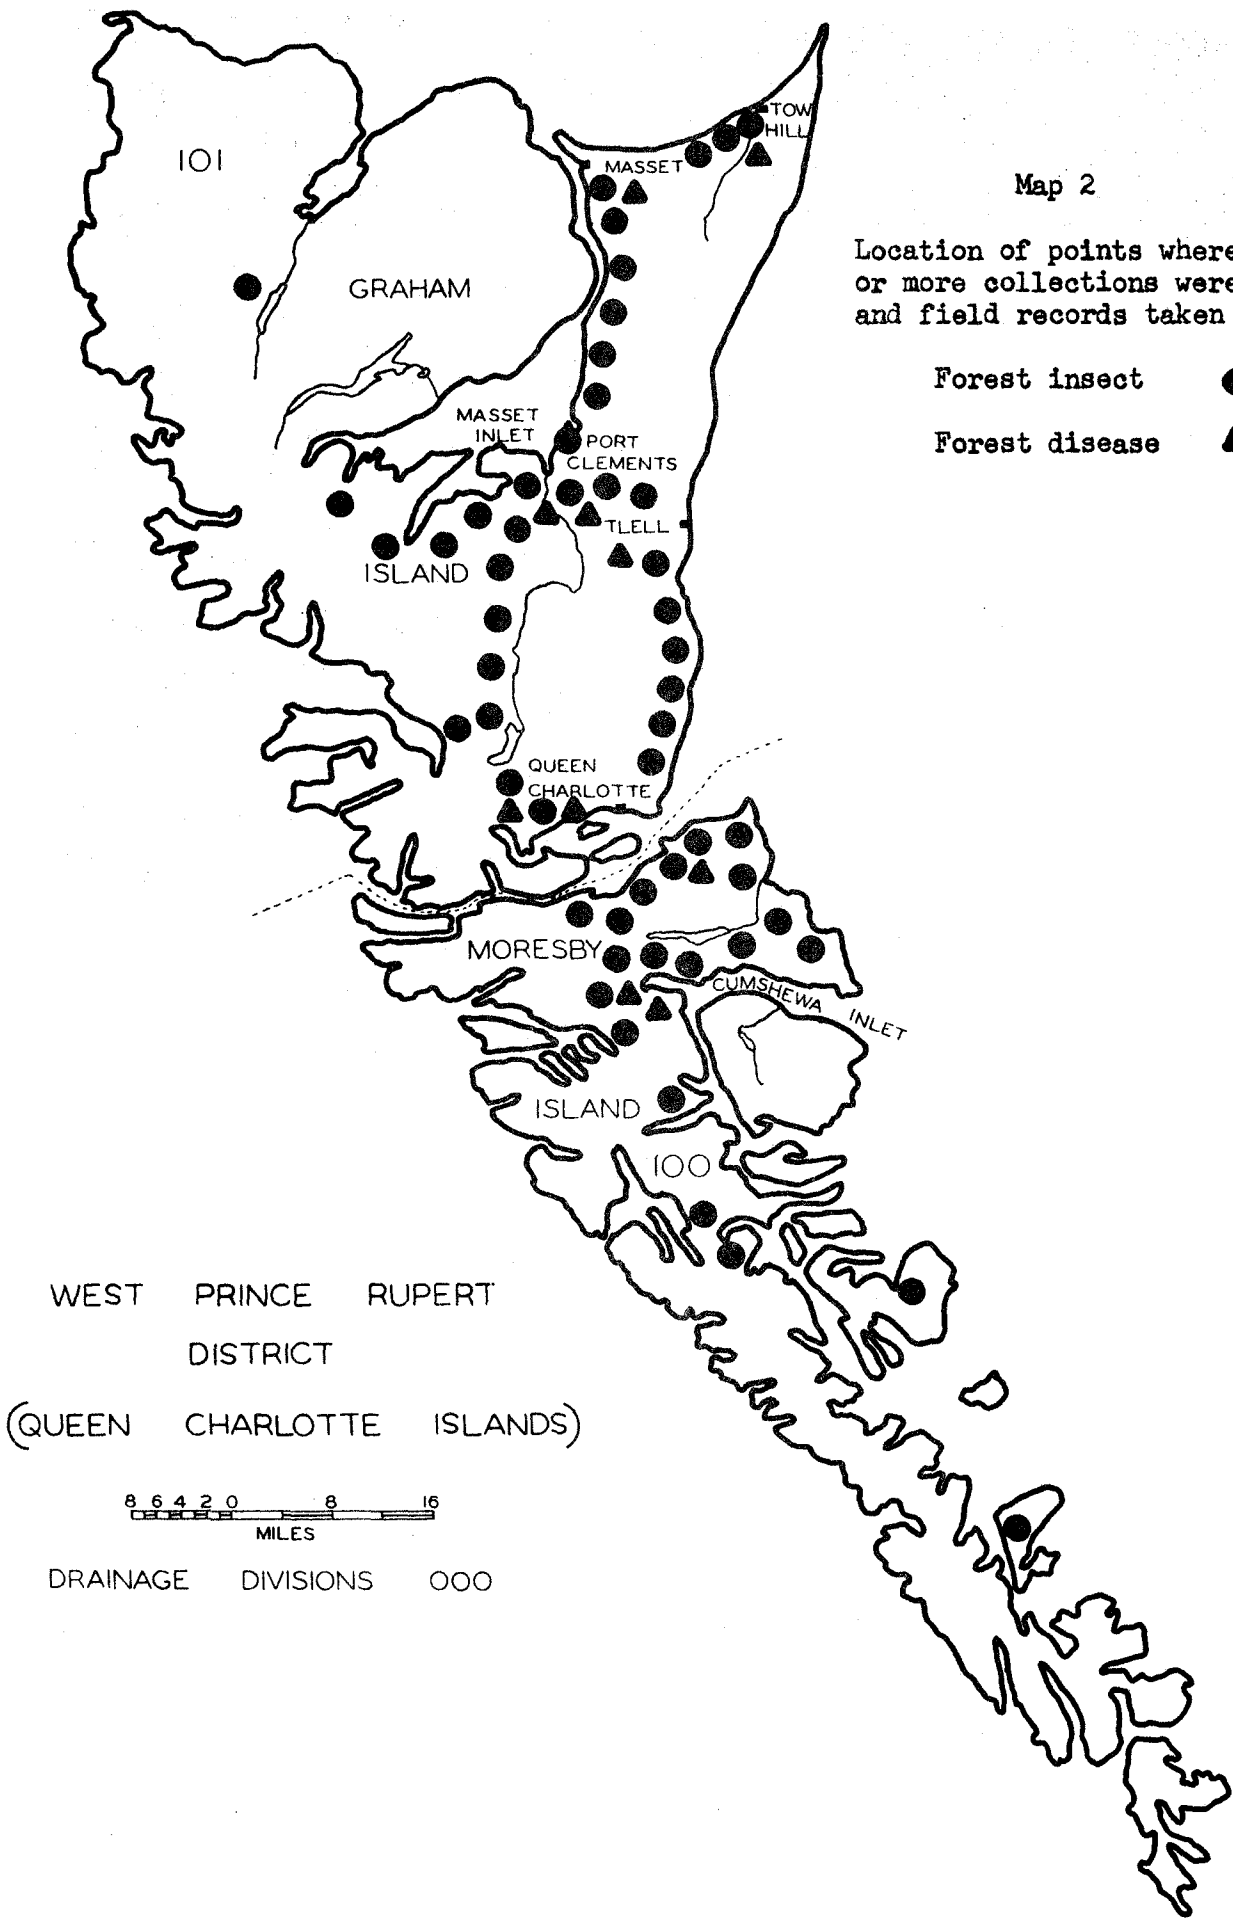 TOW
HILL
MASSET
101
Map 2
Location of points where
or more collections were
and field records taken
GRAHAM
Forest insect
Forest disease
MASSET
INLET
PORT
CLEMENTS
TLELL
ISLAND
QUEEN
CHARLOTTE
MORESBY
CUMSHEWA INLET
ISLAND
100
WEST PRINCE RUPERT
DISTRICT
(QUEEN CHARLOTTE ISLANDS)
8 6 4 2 0 8 16
MILES
DRAINAGE DIVISIONS 000